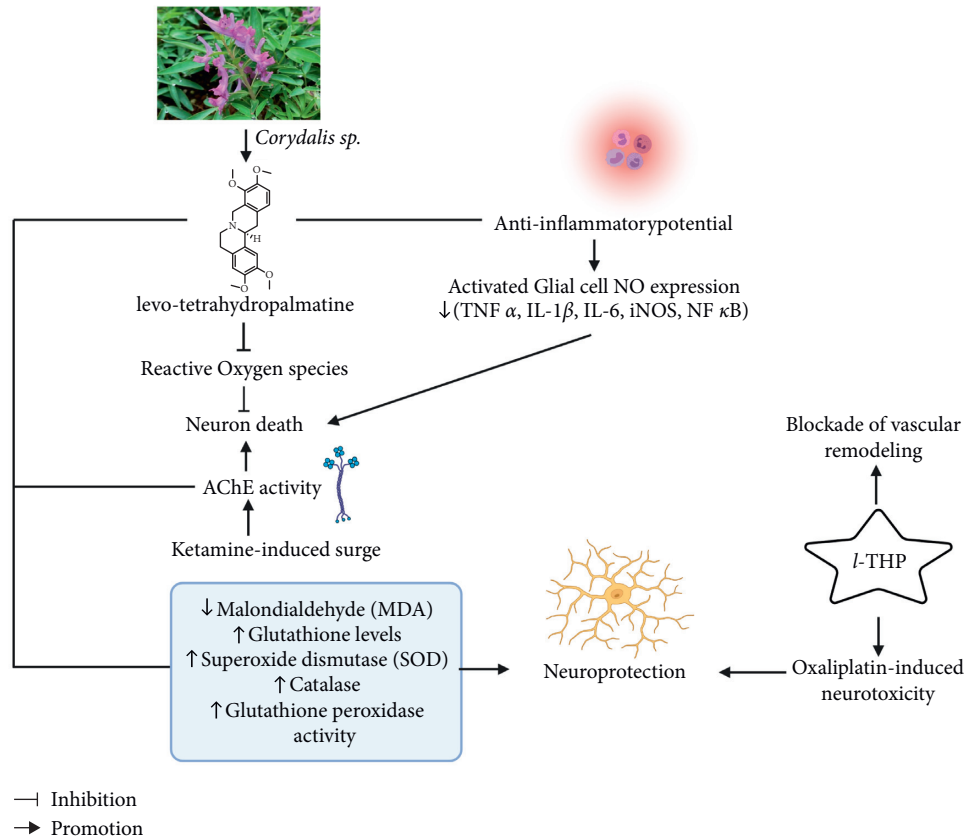 Corydalis sp.
O
O
N
H
O
O
levo-tetrahydropalmatine
Reactive Oxygen species
Neuron death
AChE activity
Ketamine-induced surge
Anti-inflammatorypotential
Activated Glial cell NO expression
↓(TNF α, IL-1β, IL-6, iNOS, NF κB)
↓ Malondialdehyde (MDA)
↑ Glutathione levels
↑ Superoxide dismutase (SOD)
↑ Catalase
↑ Glutathione peroxidase
activity
Neuroprotection
Blockade of vascular
remodeling
l-THP
Oxaliplatin-induced
neurotoxicity
Inhibition
Promotion